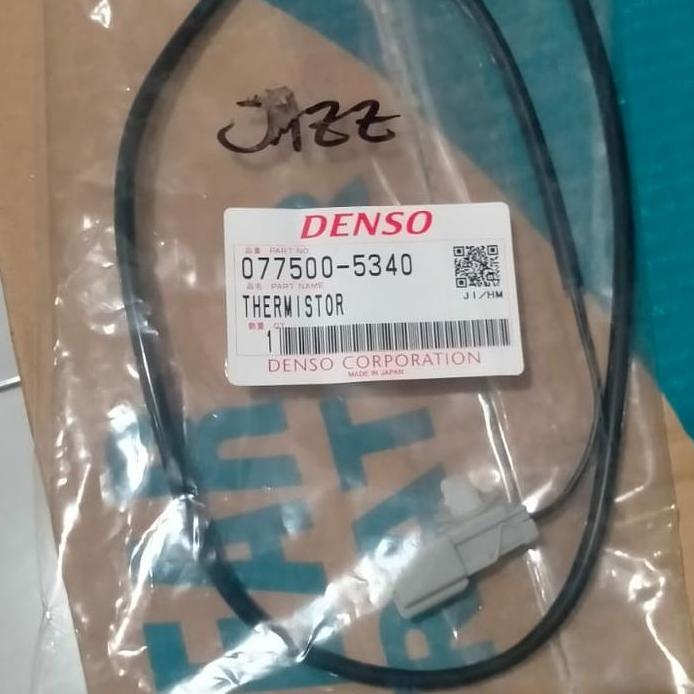 JAZZ
DENSO
品番 PART NO.
077500-5340
品名 PART NAME
JI/HM
THERMISTOR
数量 Q'TY
1
DENSO CORPORATION
MADE IN JAPAN